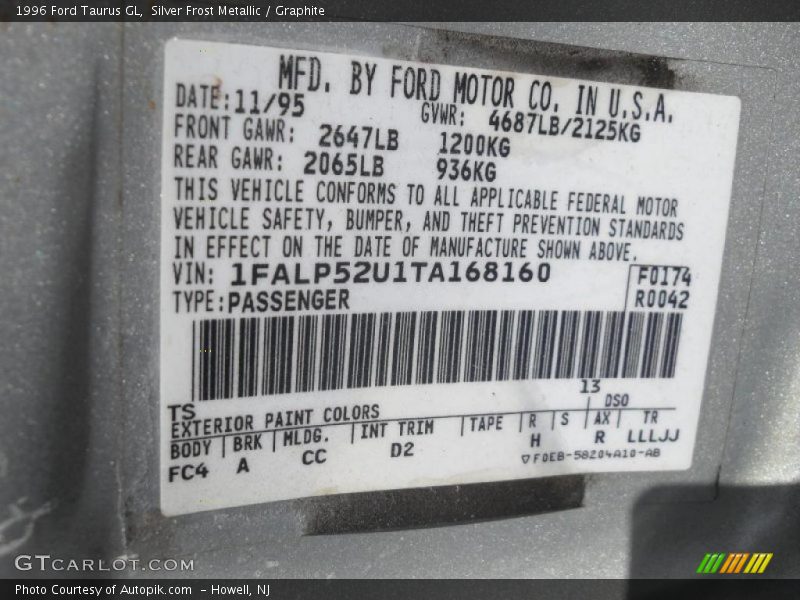 1996 Ford Taurus GL, Silver Frost Metallic / Graphite
MFD. BY FORD MOTOR CO. IN U.S.A.
DATE: 11/95 GVWR: 4687LB/2125KG
FRONT GAWR: 2647LB 1200KG
REAR GAWR: 2065LB 936KG
THIS VEHICLE CONFORMS TO ALL APPLICABLE FEDERAL MOTOR
VEHICLE SAFETY, BUMPER, AND THEFT PREVENTION STANDARDS
IN EFFECT ON THE DATE OF MANUFACTURE SHOWN ABOVE.
VIN: 1FALP52U1TA168160 F0174
TYPE: PASSENGER R0042
13
TS DSO
EXTERIOR PAINT COLORS
BODY BRK MLDG. INT TRIM TAPE R S AX TR
FC4 A CC D2 H R LLLJJ
▽F0EB-58204A10-AB
GTCARLOT.COM
Photo Courtesy of Autopik.com - Howell, NJ